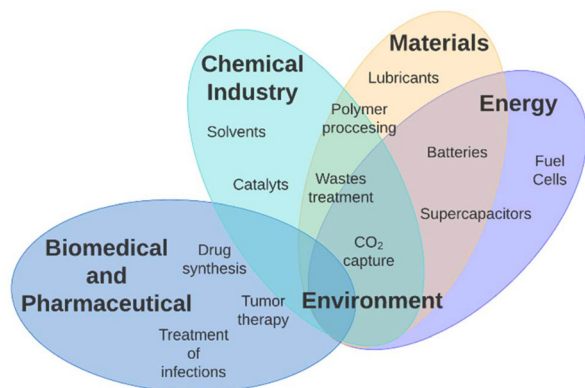 Materials
Chemical
Industry
Lubricants
Energy
Polymer
proccesing
Solvents
Batteries
Fuel
Cells
Catalyts
Wastes
treatment
Supercapacitors
CO₂
capture
Biomedical
and
Pharmaceutical
Drug
synthesis
Environment
Tumor
therapy
Treatment
of
infections